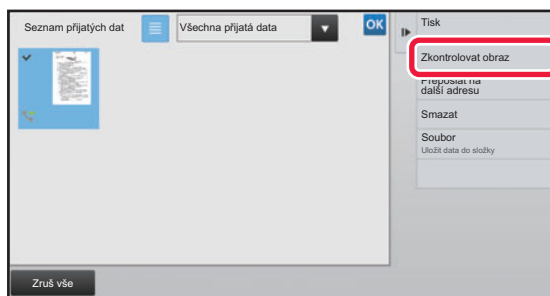 Seznam přijatých dat
Všechna přijatá data
OK
Tisk
Zkontrolovat obraz
Přeposlat na
další adresu
Smazat
Soubor
Uložit data do složky
Zruš vše